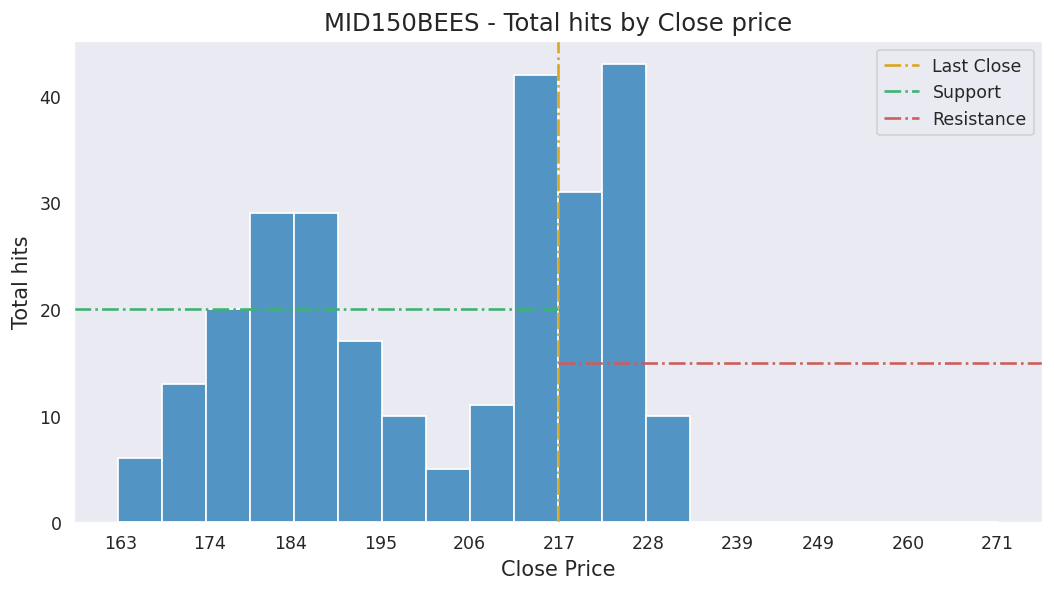 MID150BEES - Total hits by Close price
Last Close
Support
Resistance
Total hits
40
30
20
10
0
163 174 184 195 206 217 228 239 249 260 271
Close Price